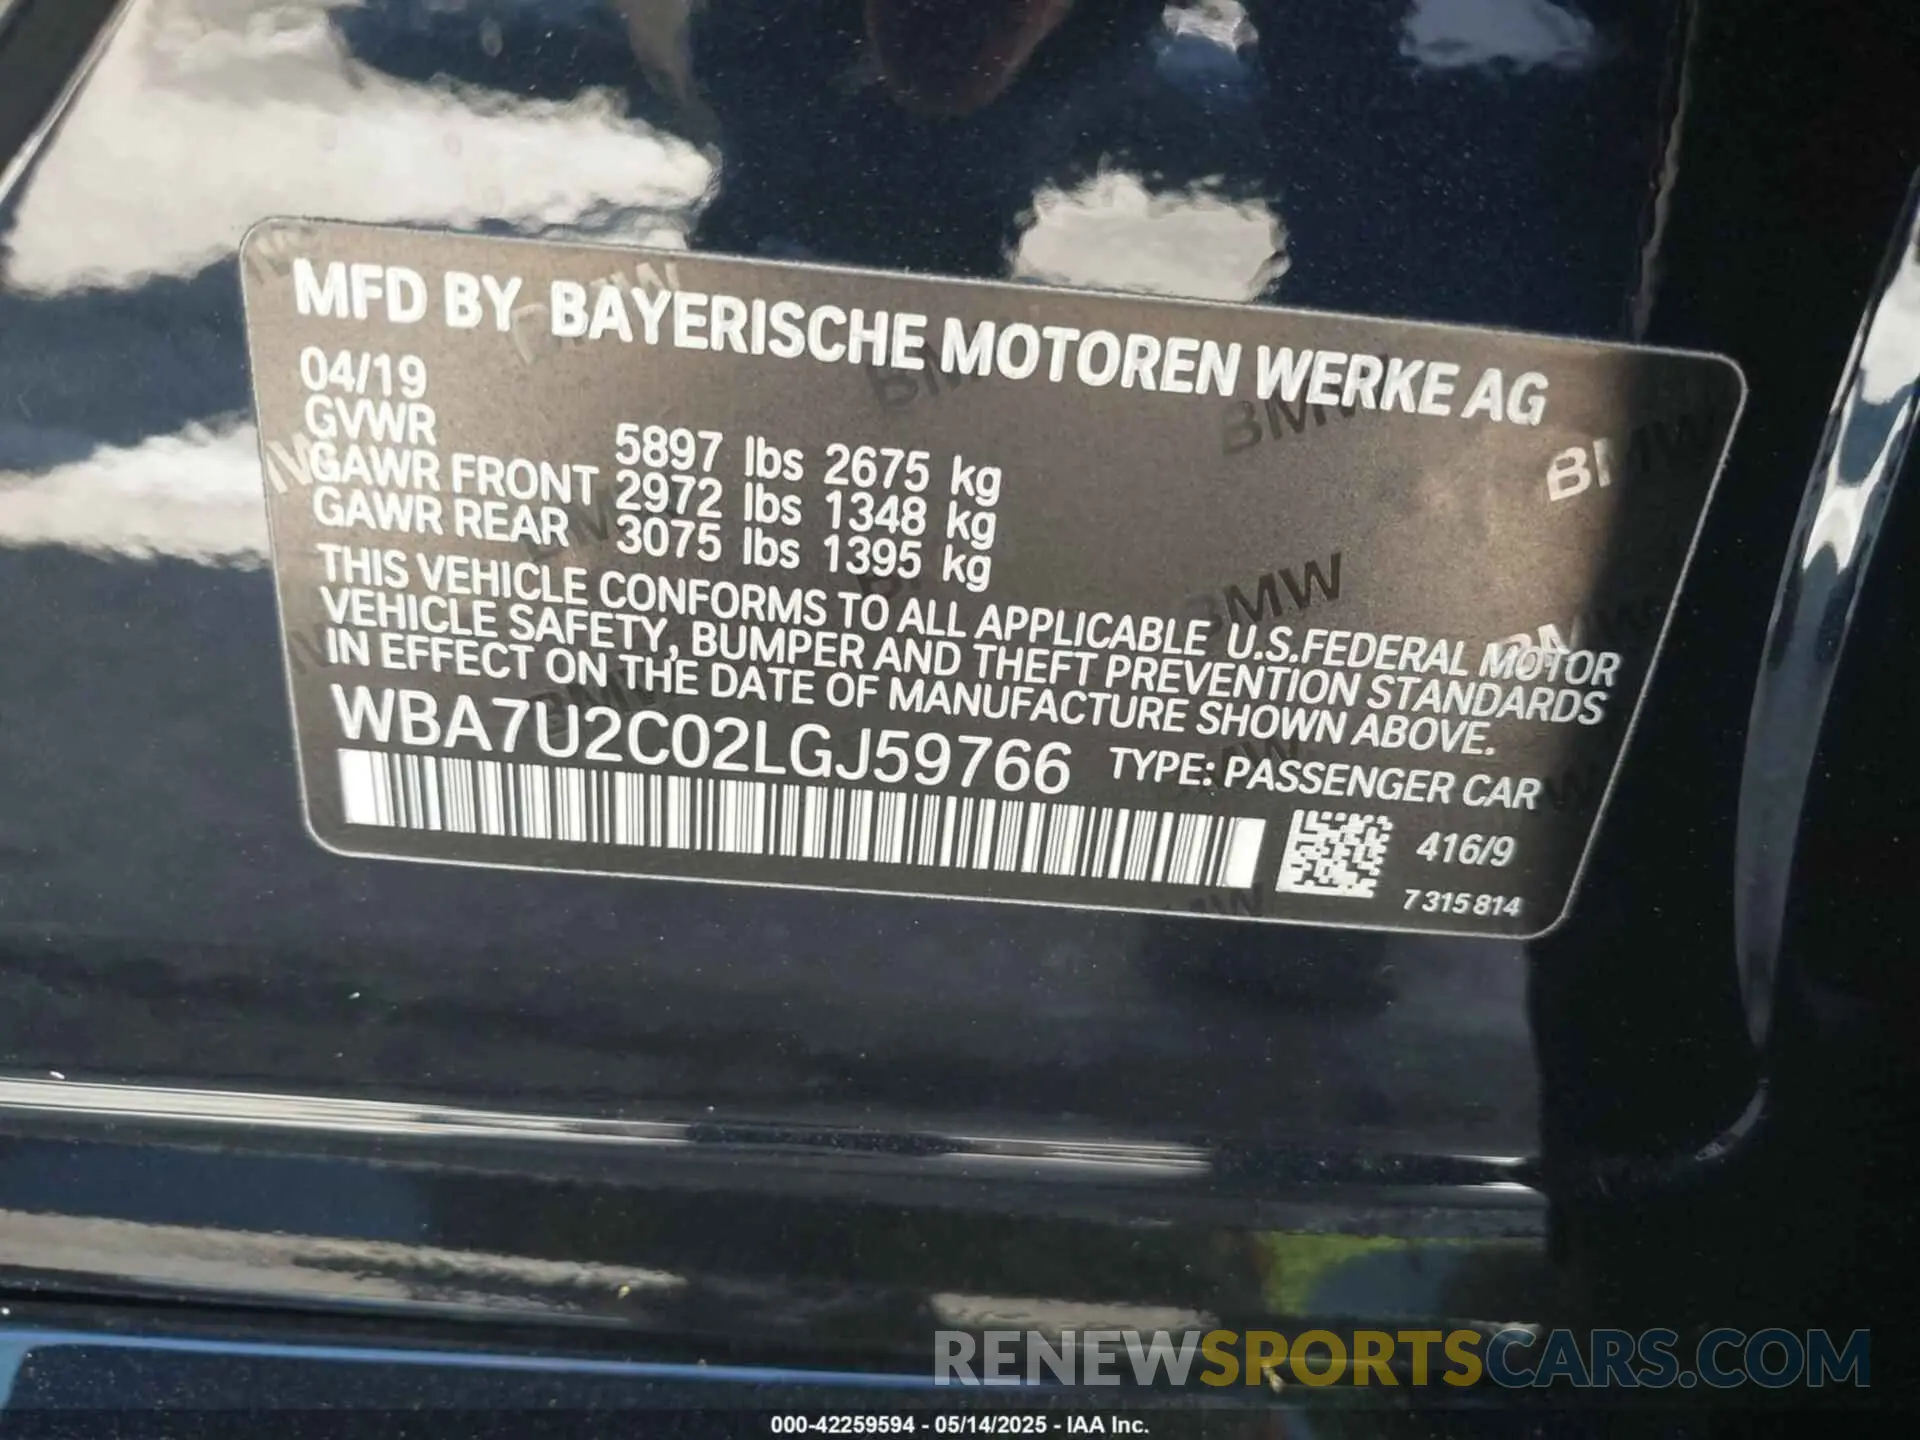 MFD BY BAYERISCHE MOTOREN WERKE AG
04/19
GVWR 5897 lbs 2675 kg
GAWR FRONT 2972 lbs 1348 kg
GAWR REAR 3075 lbs 1395 kg
THIS VEHICLE CONFORMS TO ALL APPLICABLE U.S.FEDERAL MOTOR
VEHICLE SAFETY, BUMPER AND THEFT PREVENTION STANDARDS
IN EFFECT ON THE DATE OF MANUFACTURE SHOWN ABOVE.
WBA7U2C02LGJ59766 TYPE: PASSENGER CAR
416/9
7 315 814
RENEWSPORTSCARS.COM
000-42259594 - 05/14/2025 - IAA Inc.